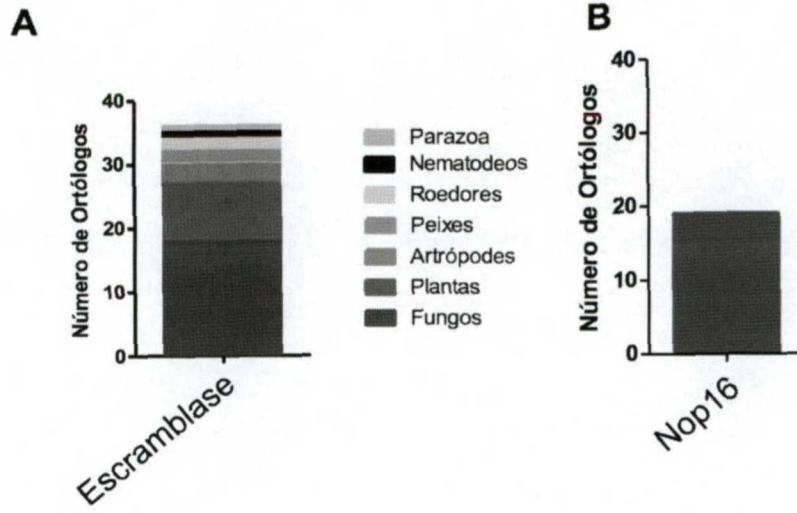 A
Número de Ortólogos
40
30
20
10
0
Escramblase
Parazoa
Nematodeos
Roedores
Peixes
Artrópodes
Plantas
Fungos
B
Número de Ortólogos
40
30
20
10
0
Nop16